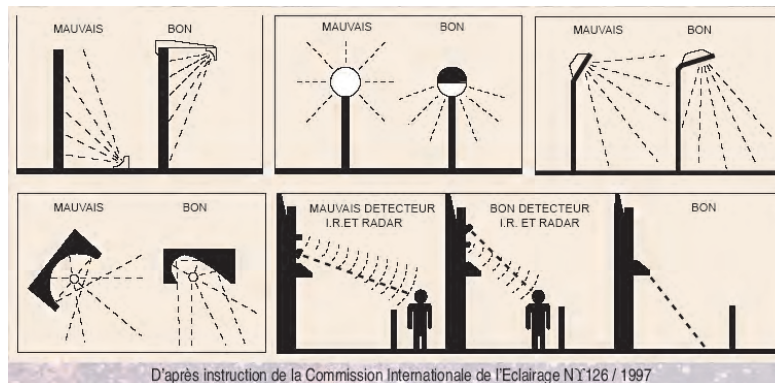 MAUVAIS
BON
MAUVAIS
BON
MAUVAIS
BON
MAUVAIS
BON
MAUVAIS DETECTEUR
I.R.ET RADAR
BON DETECTEUR
I.R. ET RADAR
BON
D'après instruction de la Commission Internationale de l'Eclairage Nϓ126 / 1997